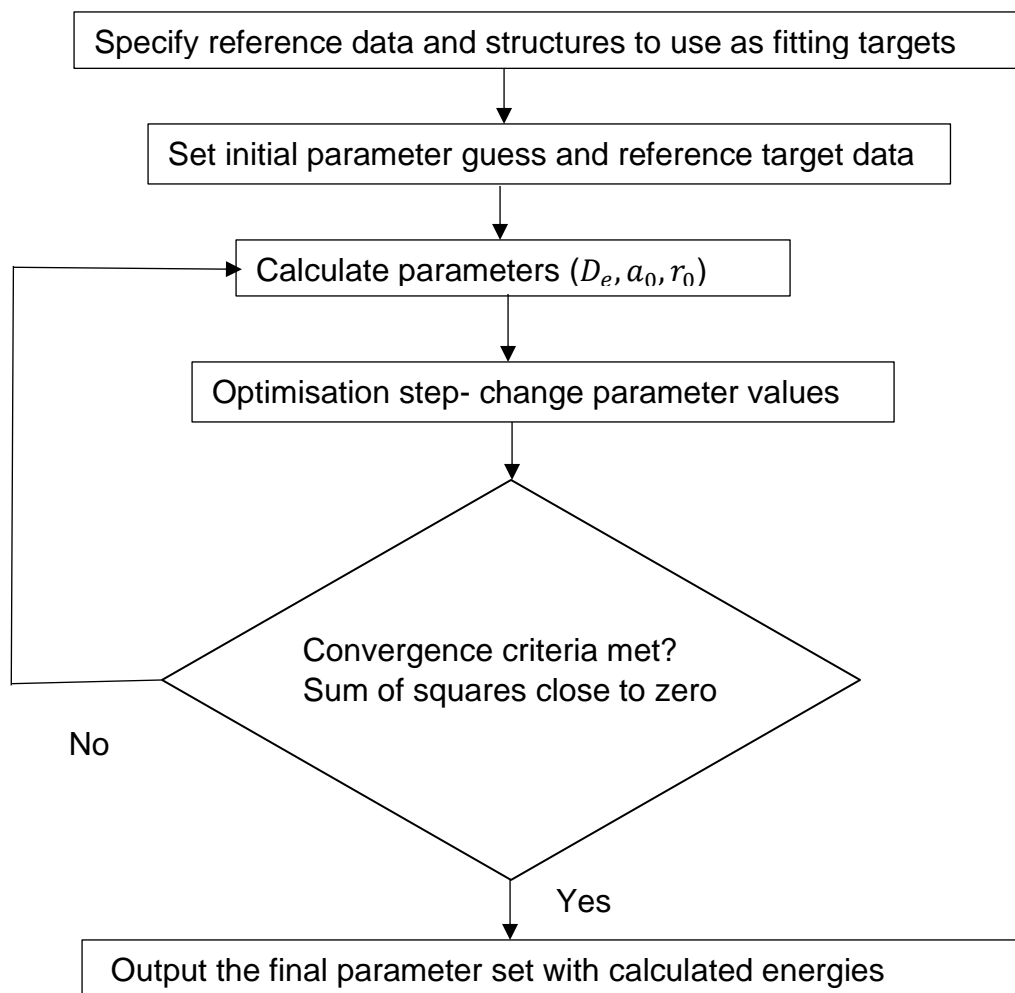 Specify reference data and structures to use as fitting targets
Set initial parameter guess and reference target data
Calculate parameters (𝐷𝑒, 𝑎0, 𝑟0)
Optimisation step- change parameter values
Convergence criteria met?
Sum of squares close to zero
No
Yes
Output the final parameter set with calculated energies